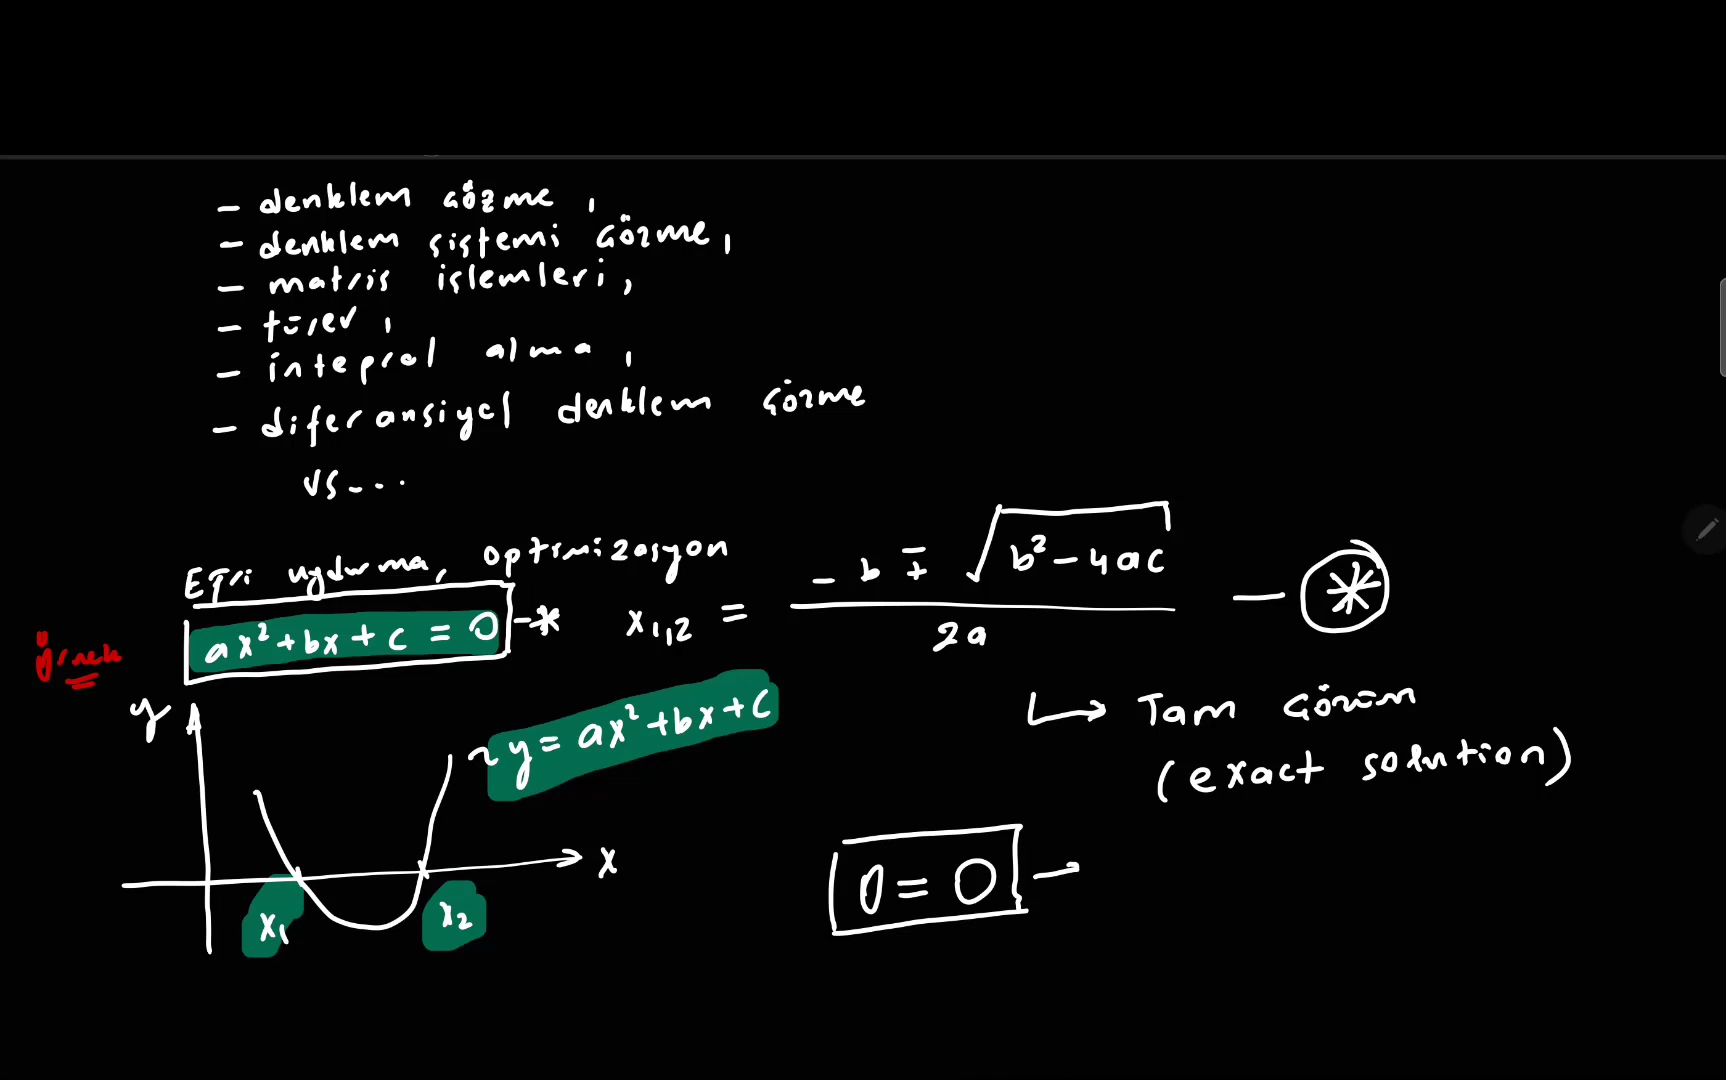 - denklem çözme,
- denklem sistemi çözme,
- matris işlemleri,
- türev,
- integral alma,
- diferansiyel denklem çözme
vs...
Eğri uydurma, optimizasyon
örnek
ax² + bx + c = 0 -*
x₁,₂ = (-b ∓ √(b² - 4ac)) / 2a - *
y
~ y = ax² + bx + c
x
x₁
x₂
↳ Tam çözüm
(exact solution)
0 = 0 →